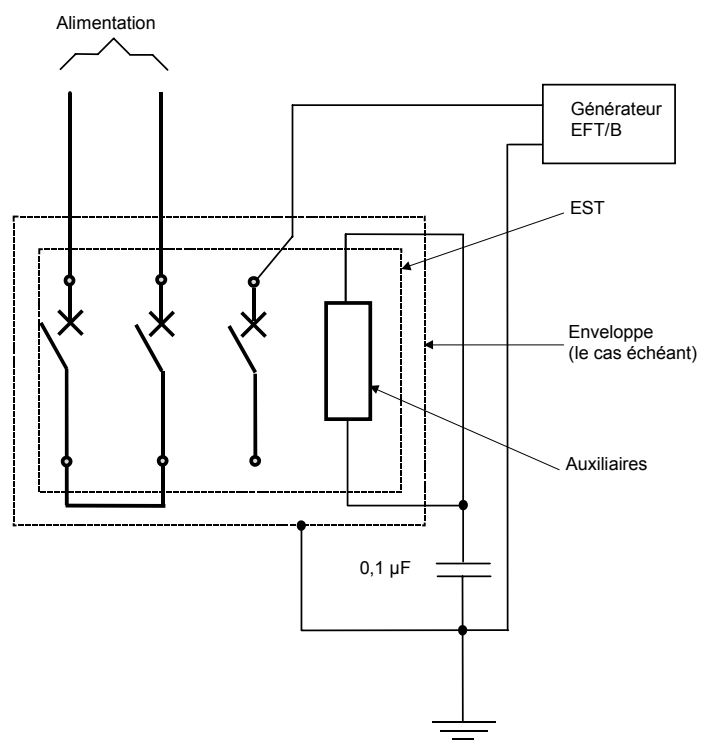 Alimentation
Générateur
EFT/B
EST
Enveloppe
(le cas échéant)
Auxiliaires
0,1 µF